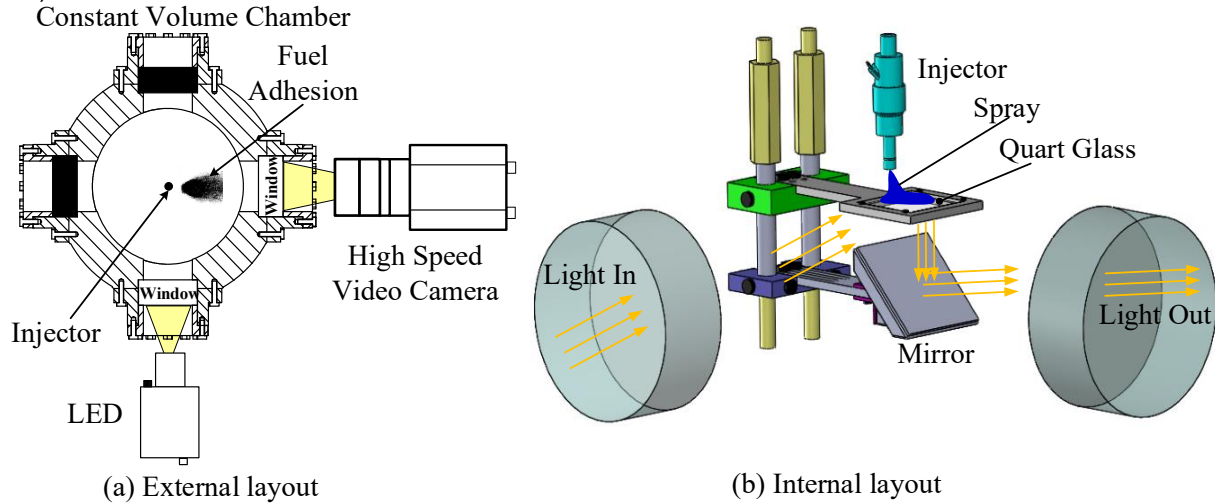 Constant Volume Chamber
Fuel
Adhesion
Window
High Speed
Video Camera
Window
Injector
LED
(a) External layout
Injector
Spray
Quart Glass
Light In
Light Out
Mirror
(b) Internal layout